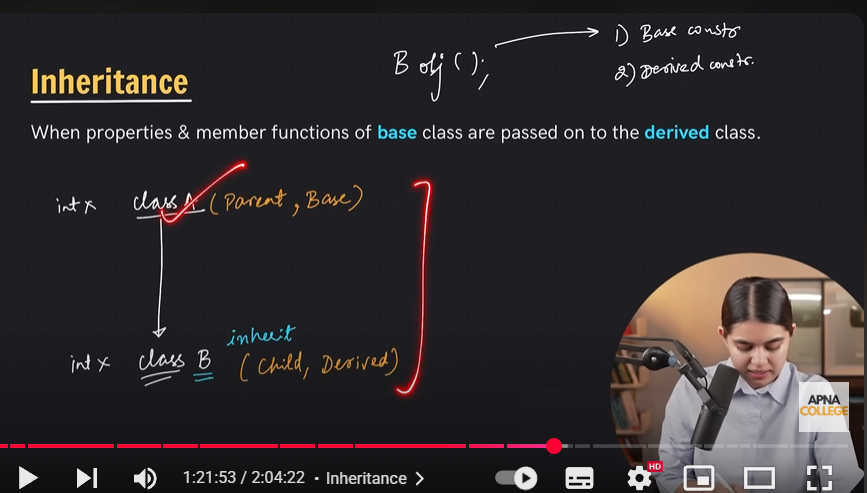 B obj ();
1) Base constr
2) Derived constr.
Inheritance
When properties & member functions of base class are passed on to the derived class.
int x class A (Parent, Base)
inherit
int x class B (Child, Derived)
APNA
COLLEGE
1:21:53 / 2:04:22 • Inheritance >
HD